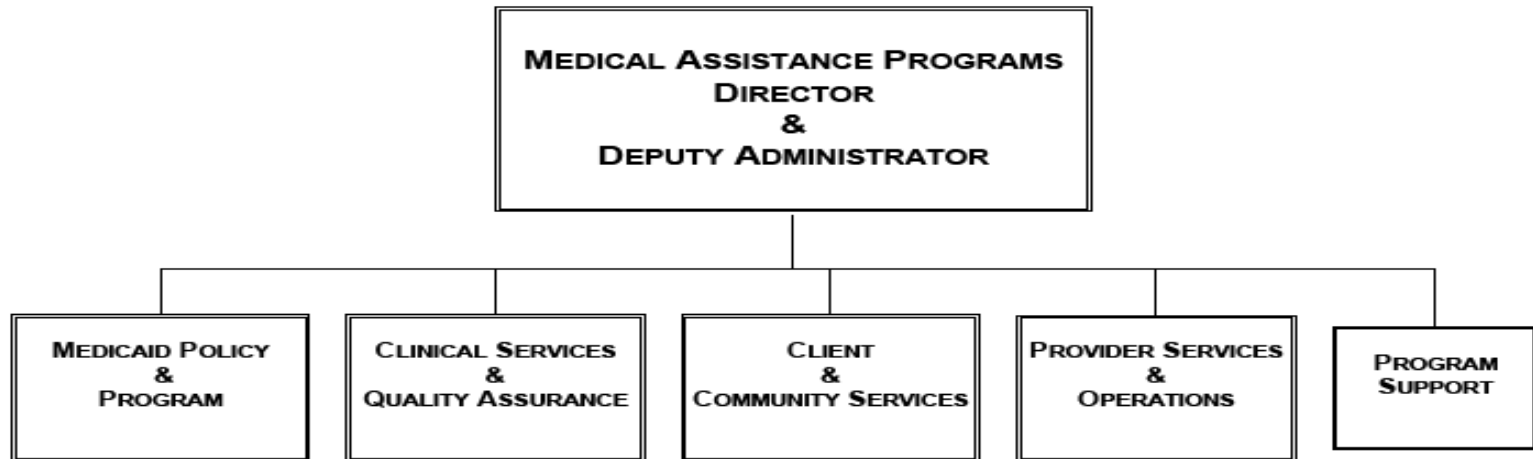 MEDICAL ASSISTANCE PROGRAMS
DIRECTOR
&
DEPUTY ADMINISTRATOR
MEDICAID POLICY
&
PROGRAM
CLINICAL SERVICES
&
QUALITY ASSURANCE
CLIENT
&
COMMUNITY SERVICES
PROVIDER SERVICES
&
OPERATIONS
PROGRAM
SUPPORT